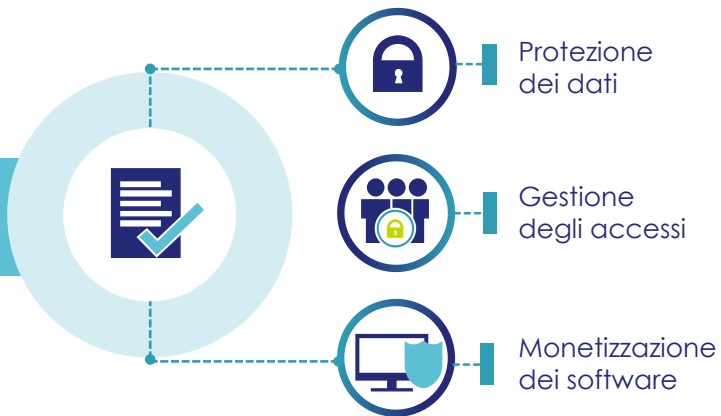 Protezione
dei dati
Gestione
degli accessi
Monetizzazione
dei software